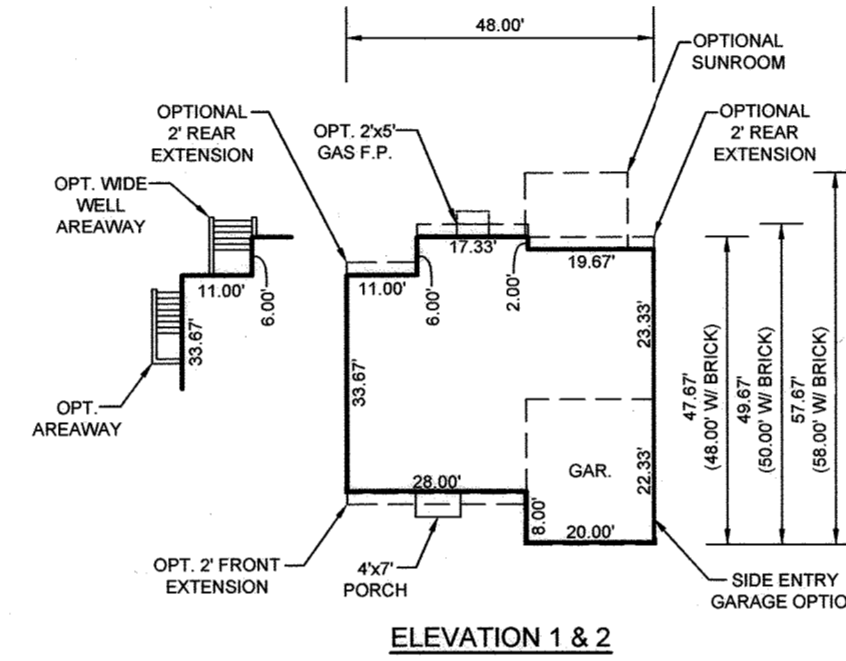 48.00'
OPTIONAL
SUNROOM
OPTIONAL
2' REAR
EXTENSION
OPT. 2'x5'
GAS F.P.
OPTIONAL
2' REAR
EXTENSION
OPT. WIDE
WELL
AREAWAY
17.33'
19.67'
2.00'
11.00'
6.00'
11.00'
6.00'
33.67'
33.67'
23.33'
47.67'
(48.00' W/ BRICK)
49.67'
(50.00' W/ BRICK)
57.67'
(58.00' W/ BRICK)
OPT.
AREAWAY
GAR.
22.33'
28.00'
8.00'
20.00'
OPT. 2' FRONT
EXTENSION
4'x7'
PORCH
SIDE ENTRY
GARAGE OPTIO
ELEVATION 1 & 2